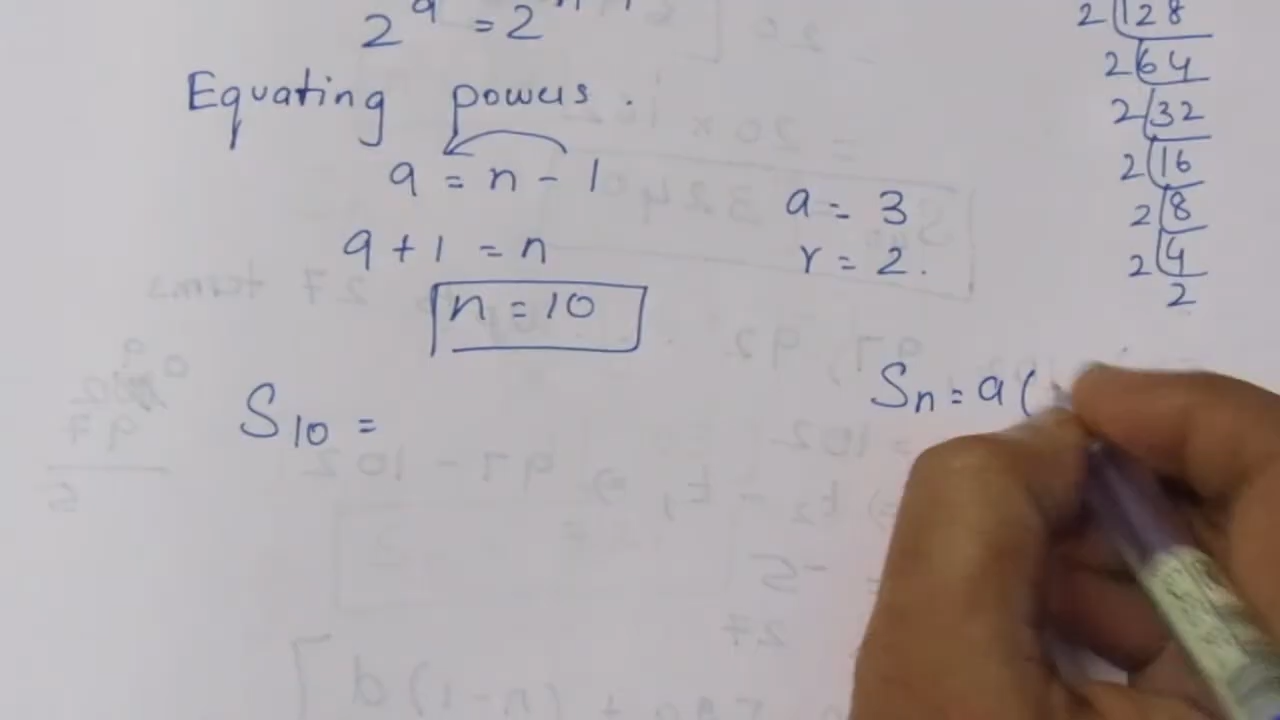 2^9 = 2^n-1
Equating powers.
9 = n - 1
9 + 1 = n
n = 10
a = 3
r = 2.
S10 =
Sn = a (
2 128
2 64
2 32
2 16
2 8
2 4
2